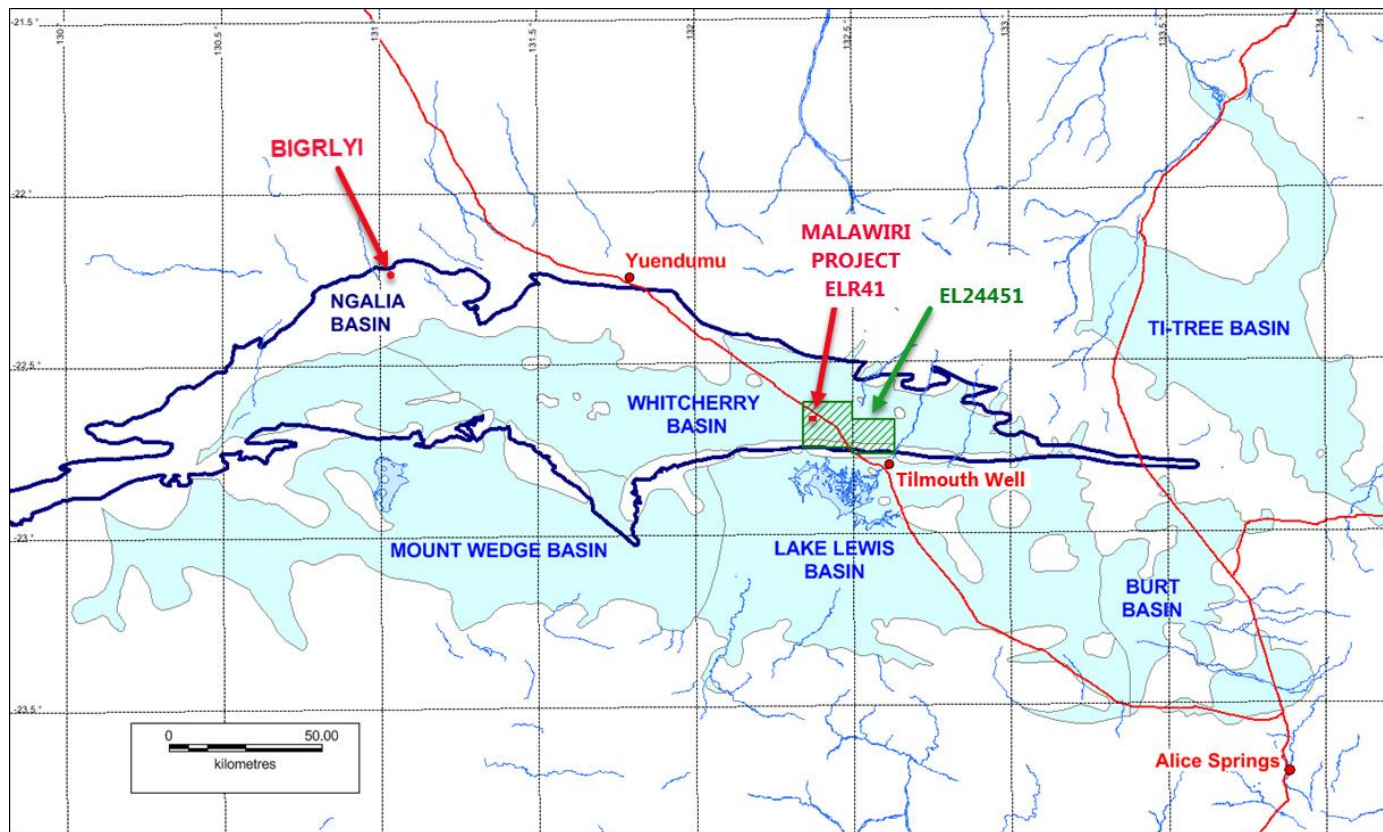 -21.5°
130
130.5
131
131.5
132
132.5
133
133.5
134
BIGRLYI
-22 °
MALAWIRI
PROJECT
ELR41
Yuendumu
EL24451
NGALIA
BASIN
TI-TREE BASIN
-22.5°
WHITCHERRY
BASIN
Tilmouth Well
-23 °
MOUNT WEDGE BASIN
LAKE LEWIS
BASIN
BURT
BASIN
-23.5°
0
50.00
kilometres
Alice Springs